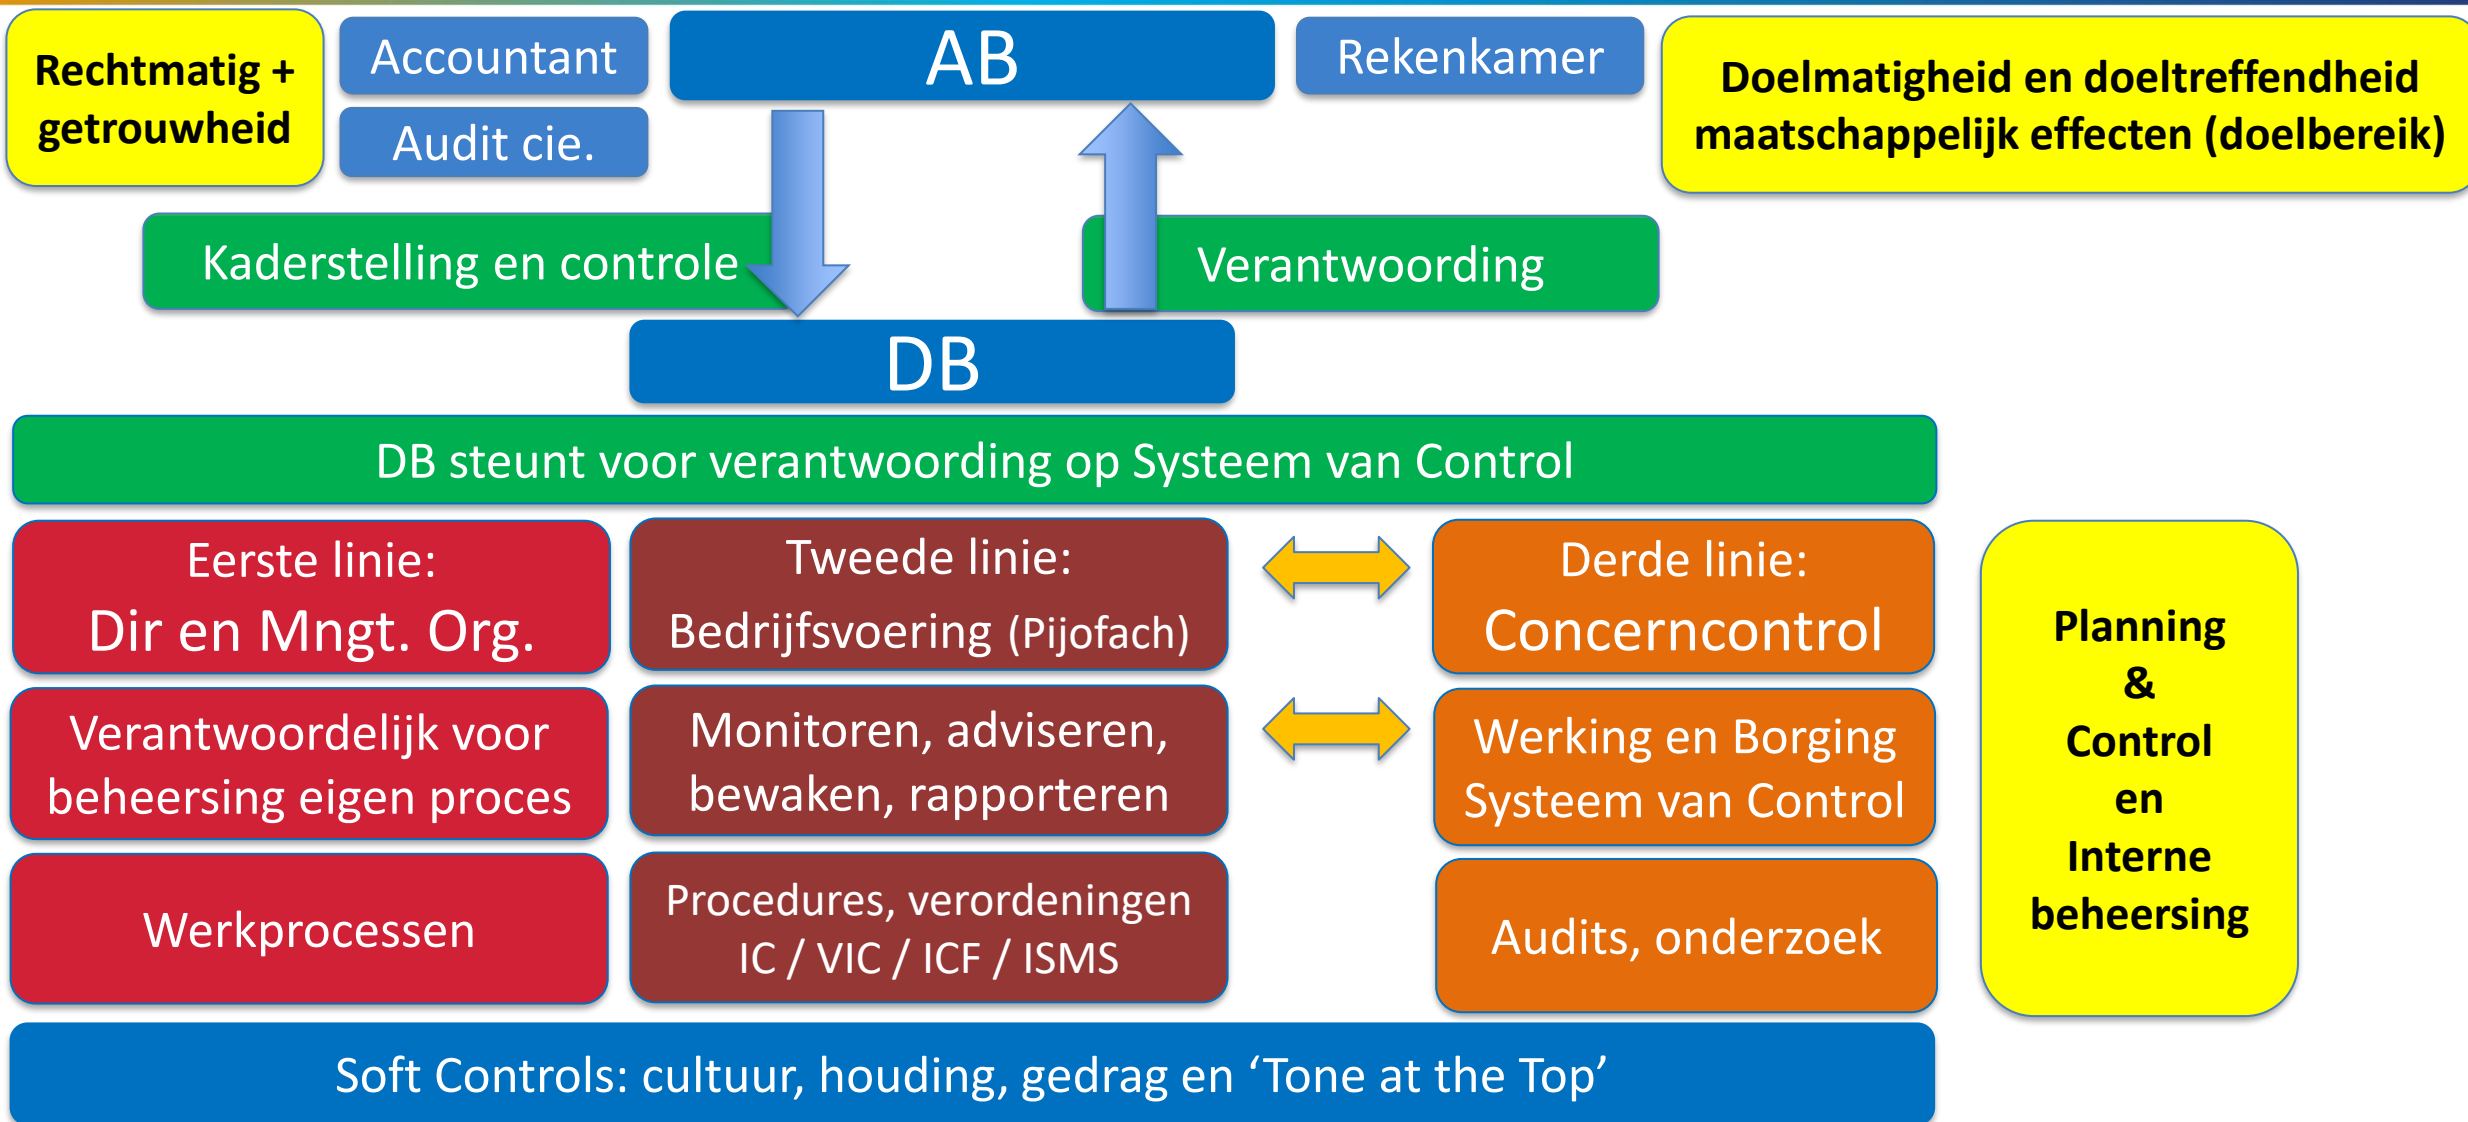 Rechtmatig +
getrouwheid
Accountant
Audit cie.
AB
Rekenkamer
Doelmatigheid en doeltreffendheid
maatschappelijk effecten (doelbereik)
Kaderstelling en controle
Verantwoording
DB
DB steunt voor verantwoording op Systeem van Control
Eerste linie:
Dir en Mngt. Org.
Tweede linie:
Bedrijfsvoering (Pijofach)
Derde linie:
Concerncontrol
Verantwoordelijk voor
beheersing eigen proces
Monitoren, adviseren,
bewaken, rapporteren
Werking en Borging
Systeem van Control
Werkprocessen
Procedures, verordeningen
IC / VIC / ICF / ISMS
Audits, onderzoek
Planning
&
Control
en
Interne
beheersing
Soft Controls: cultuur, houding, gedrag en ‘Tone at the Top’